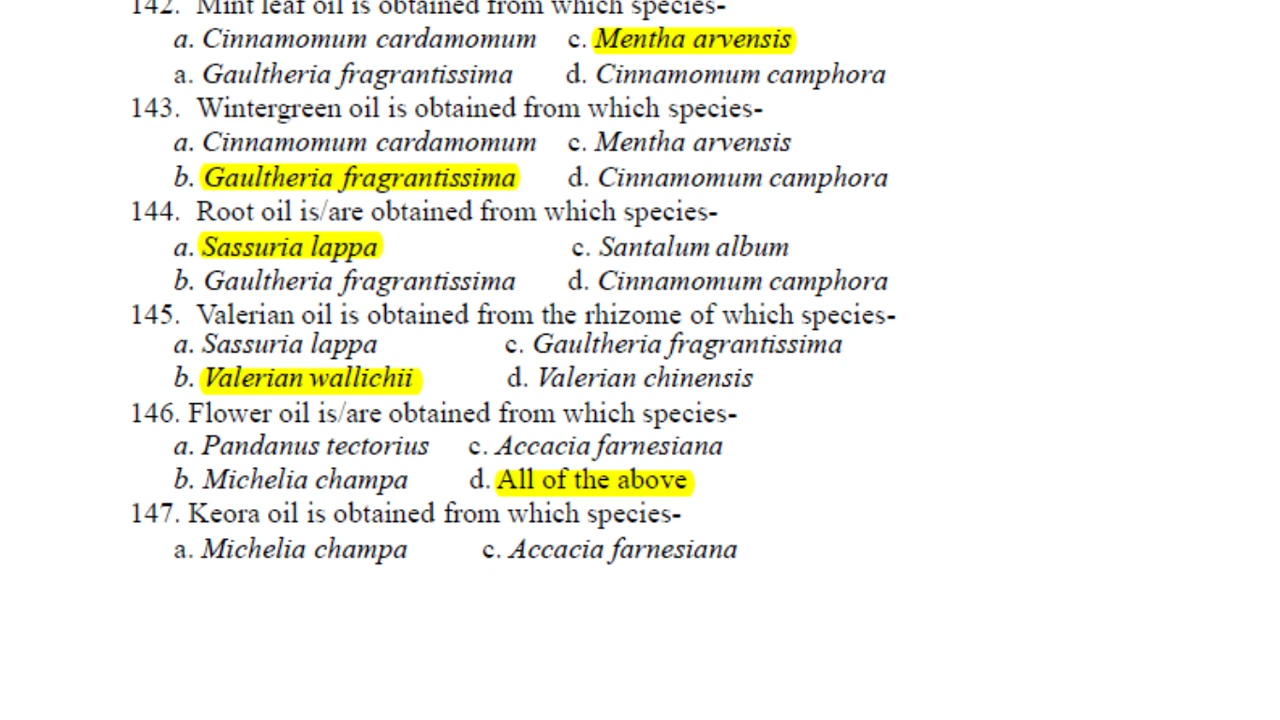 142. Mint leaf oil is obtained from which species-
a. Cinnamomum cardamomum c. Mentha arvensis
a. Gaultheria fragrantissima d. Cinnamomum camphora
143. Wintergreen oil is obtained from which species-
a. Cinnamomum cardamomum c. Mentha arvensis
b. Gaultheria fragrantissima d. Cinnamomum camphora
144. Root oil is/are obtained from which species-
a. Sassuria lappa c. Santalum album
b. Gaultheria fragrantissima d. Cinnamomum camphora
145. Valerian oil is obtained from the rhizome of which species-
a. Sassuria lappa c. Gaultheria fragrantissima
b. Valerian wallichii d. Valerian chinensis
146. Flower oil is/are obtained from which species-
a. Pandanus tectorius c. Accacia farnesiana
b. Michelia champa d. All of the above
147. Keora oil is obtained from which species-
a. Michelia champa c. Accacia farnesiana